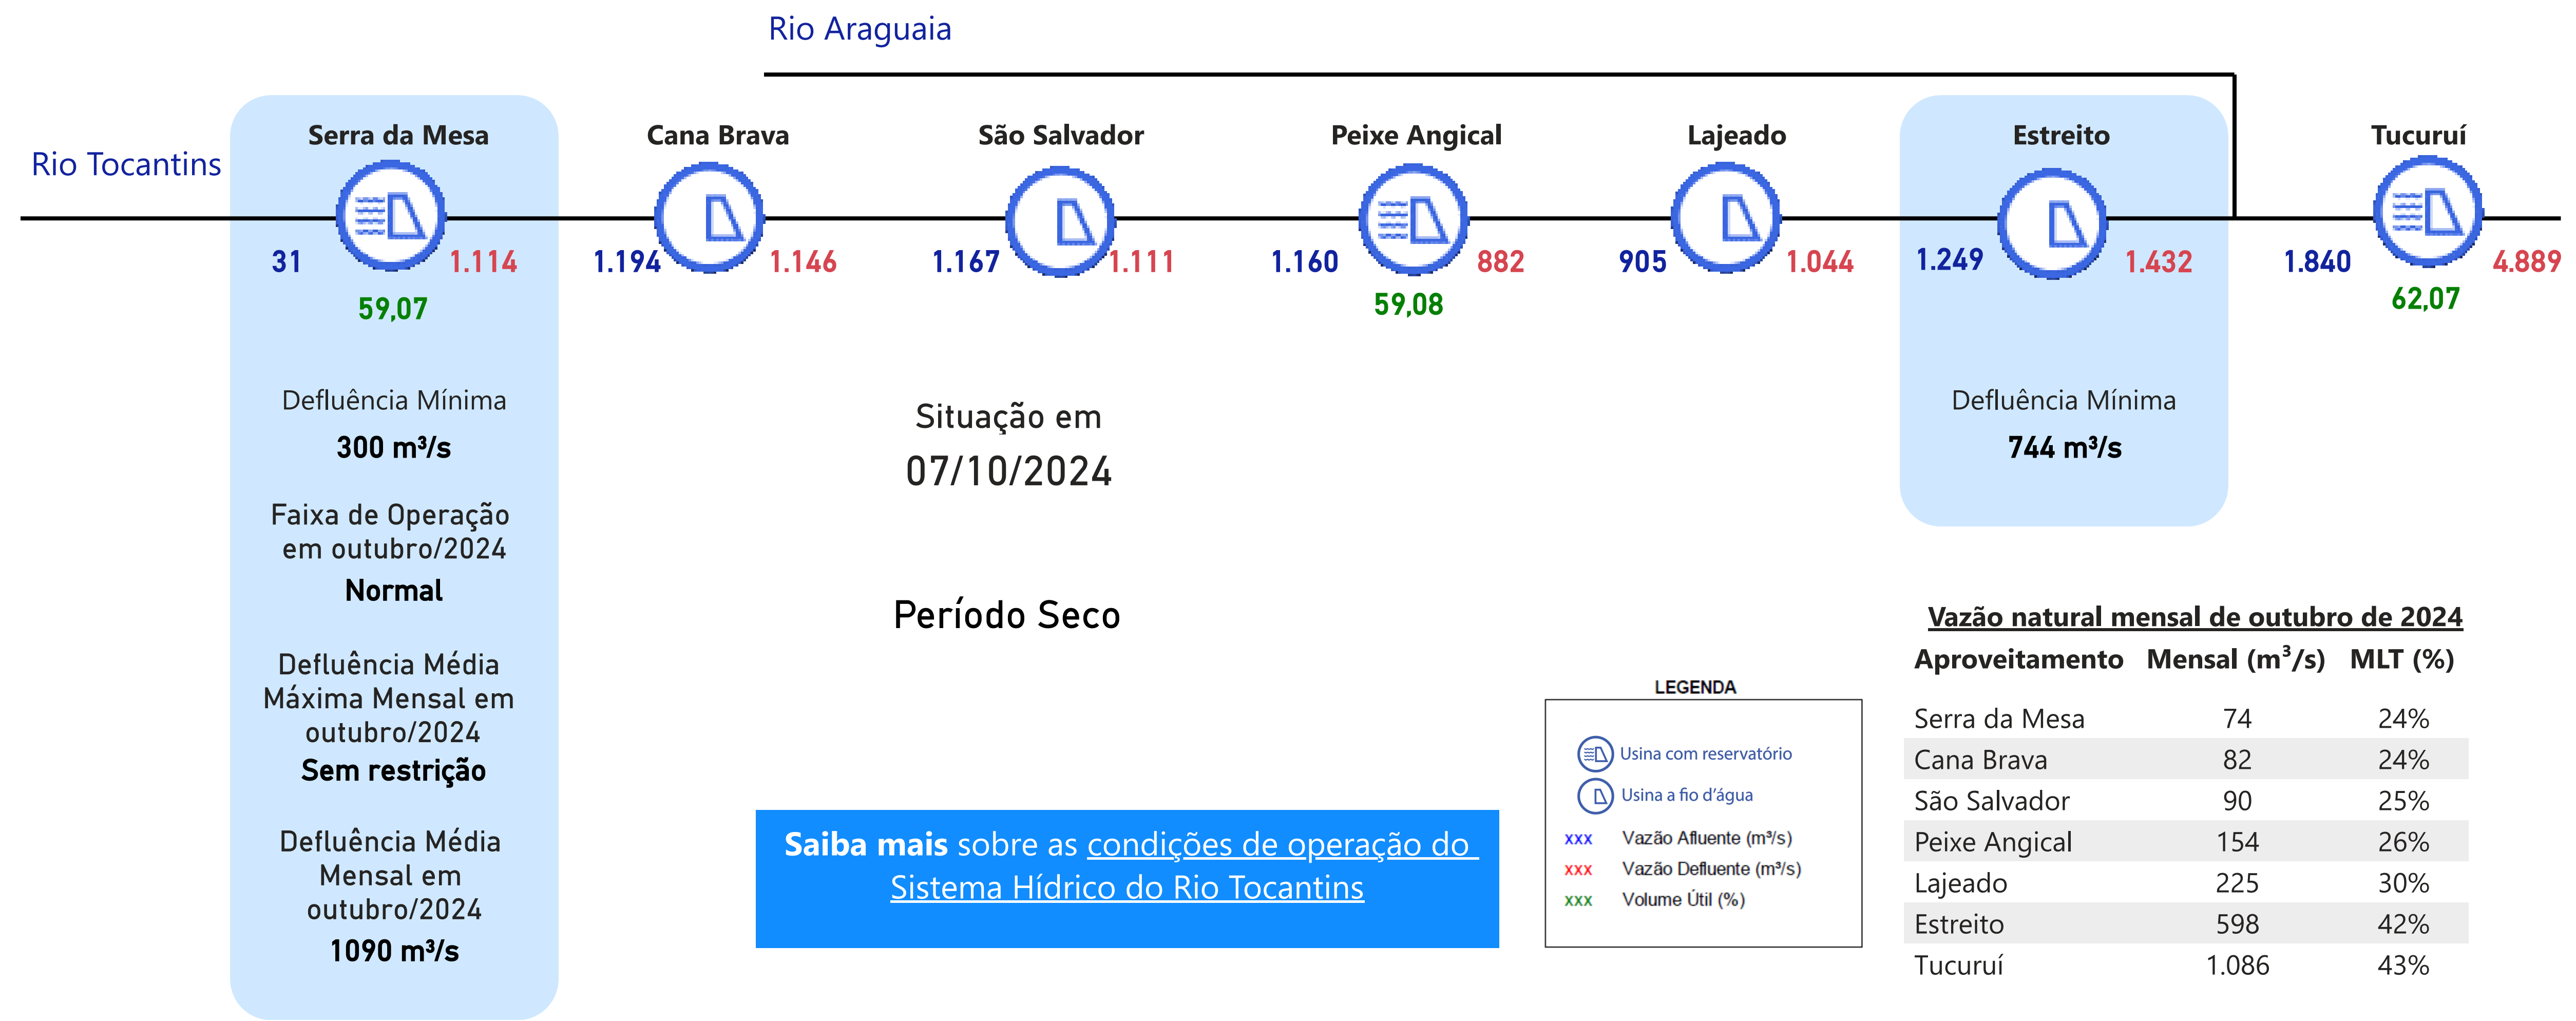 Rio Araguaia
Rio Tocantins
Serra da Mesa
Cana Brava
São Salvador
Peixe Angical
Lajeado
Estreito
Tucuruí
31
1.114
1.194
1.146
1.167
1.111
1.160
882
905
1.044
1.249
1.432
1.840
4.889
59,07
59,08
62,07
Defluência Mínima
300 m³/s
Faixa de Operação
em outubro/2024
Normal
Defluência Média
Máxima Mensal em
outubro/2024
Sem restrição
Defluência Média
Mensal em
outubro/2024
1090 m³/s
Situação em
07/10/2024
Período Seco
Defluência Mínima
744 m³/s
Saiba mais sobre as condições de operação do
Sistema Hídrico do Rio Tocantins
LEGENDA
Usina com reservatório
Usina a fio d’água
xxx Vazão Afluente (m³/s)
xxx Vazão Defluente (m³/s)
xxx Volume Útil (%)
Vazão natural mensal de outubro de 2024
Aproveitamento Mensal (m³/s) MLT (%)
Serra da Mesa 74 24%
Cana Brava 82 24%
São Salvador 90 25%
Peixe Angical 154 26%
Lajeado 225 30%
Estreito 598 42%
Tucuruí 1.086 43%